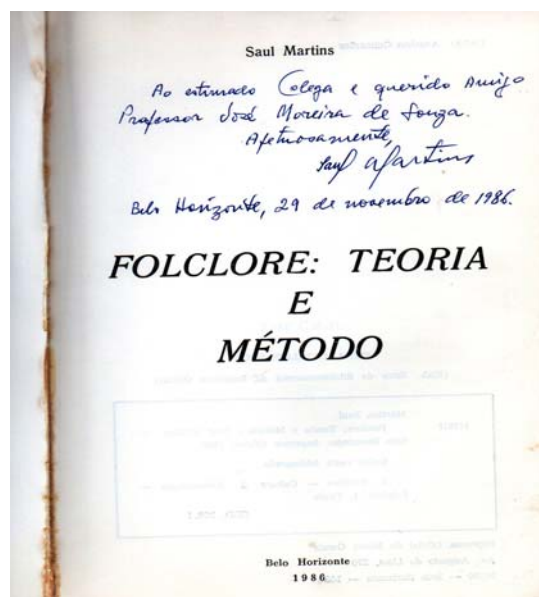 Saul Martins
Ao estimado Colega e querido Amigo
Professor José Moreira de Souza.
Afetuosamente,
Saul Martins
Belo Horizonte, 29 de novembro de 1986.
FOLCLORE: TEORIA
E
MÉTODO
Belo Horizonte
1986